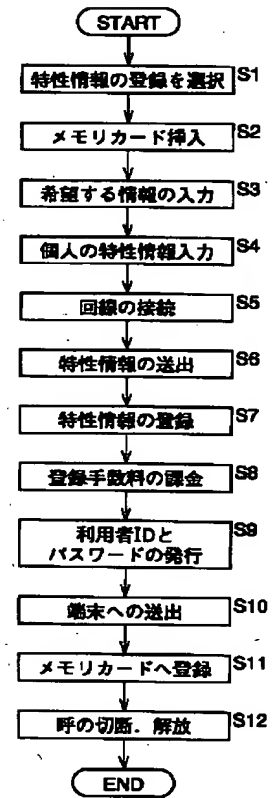 START
特性情報の登録を選択 S1
メモリカード挿入 S2
希望する情報の入力 S3
個人の特性情報入力 S4
回線の接続 S5
特性情報の送出 S6
特性情報の登録 S7
登録手数料の課金 S8
利用者IDと S9
パスワードの発行
端末への送出 S10
メモリカードへ登録 S11
呼の切断．解放 S12
END